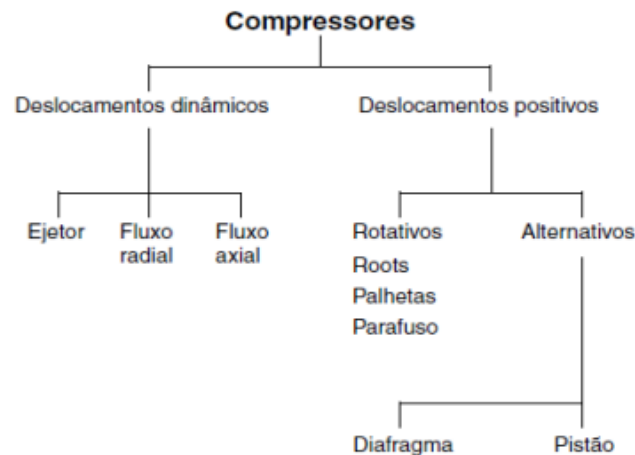 Compressores
Deslocamentos dinâmicos
Deslocamentos positivos
Ejetor
Fluxo
radial
Fluxo
axial
Rotativos
Roots
Palhetas
Parafuso
Alternativos
Diafragma
Pistão